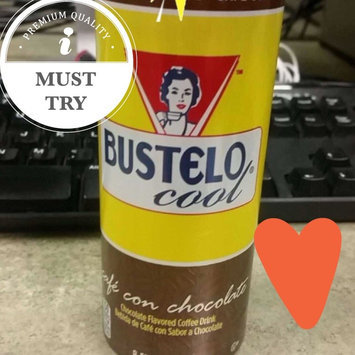 PREMIUM QUALITY
MUST
TRY
BUSTELO
cool
café con chocolate
Chocolate Flavored Coffee Drink
Bebida de Café con Sabor a Chocolate